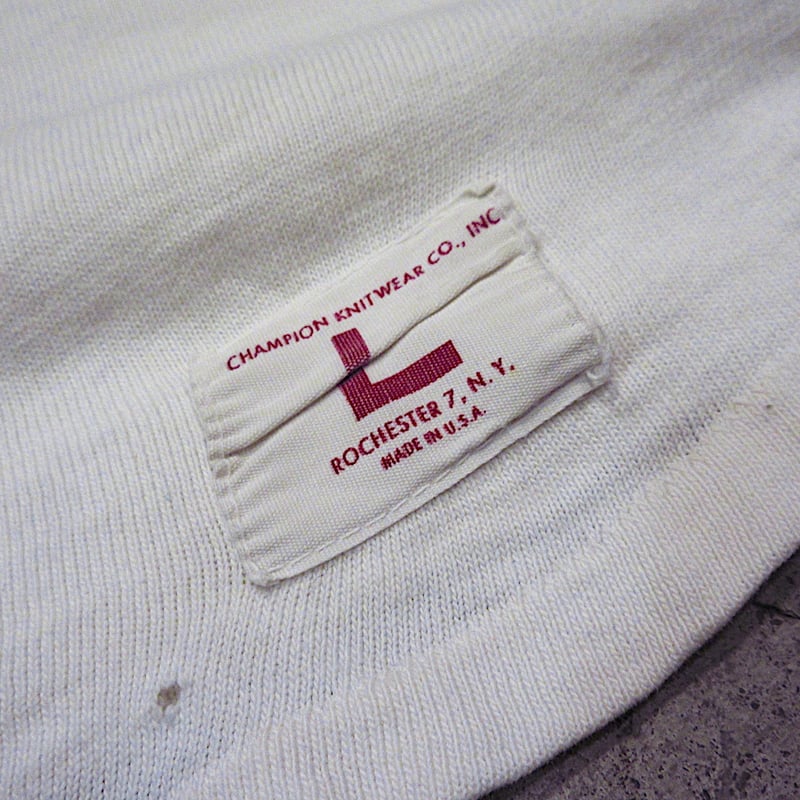 CHAMPION KNITWEAR CO., INC
L
ROCHESTER 7, N.Y.
MADE IN U.S.A.